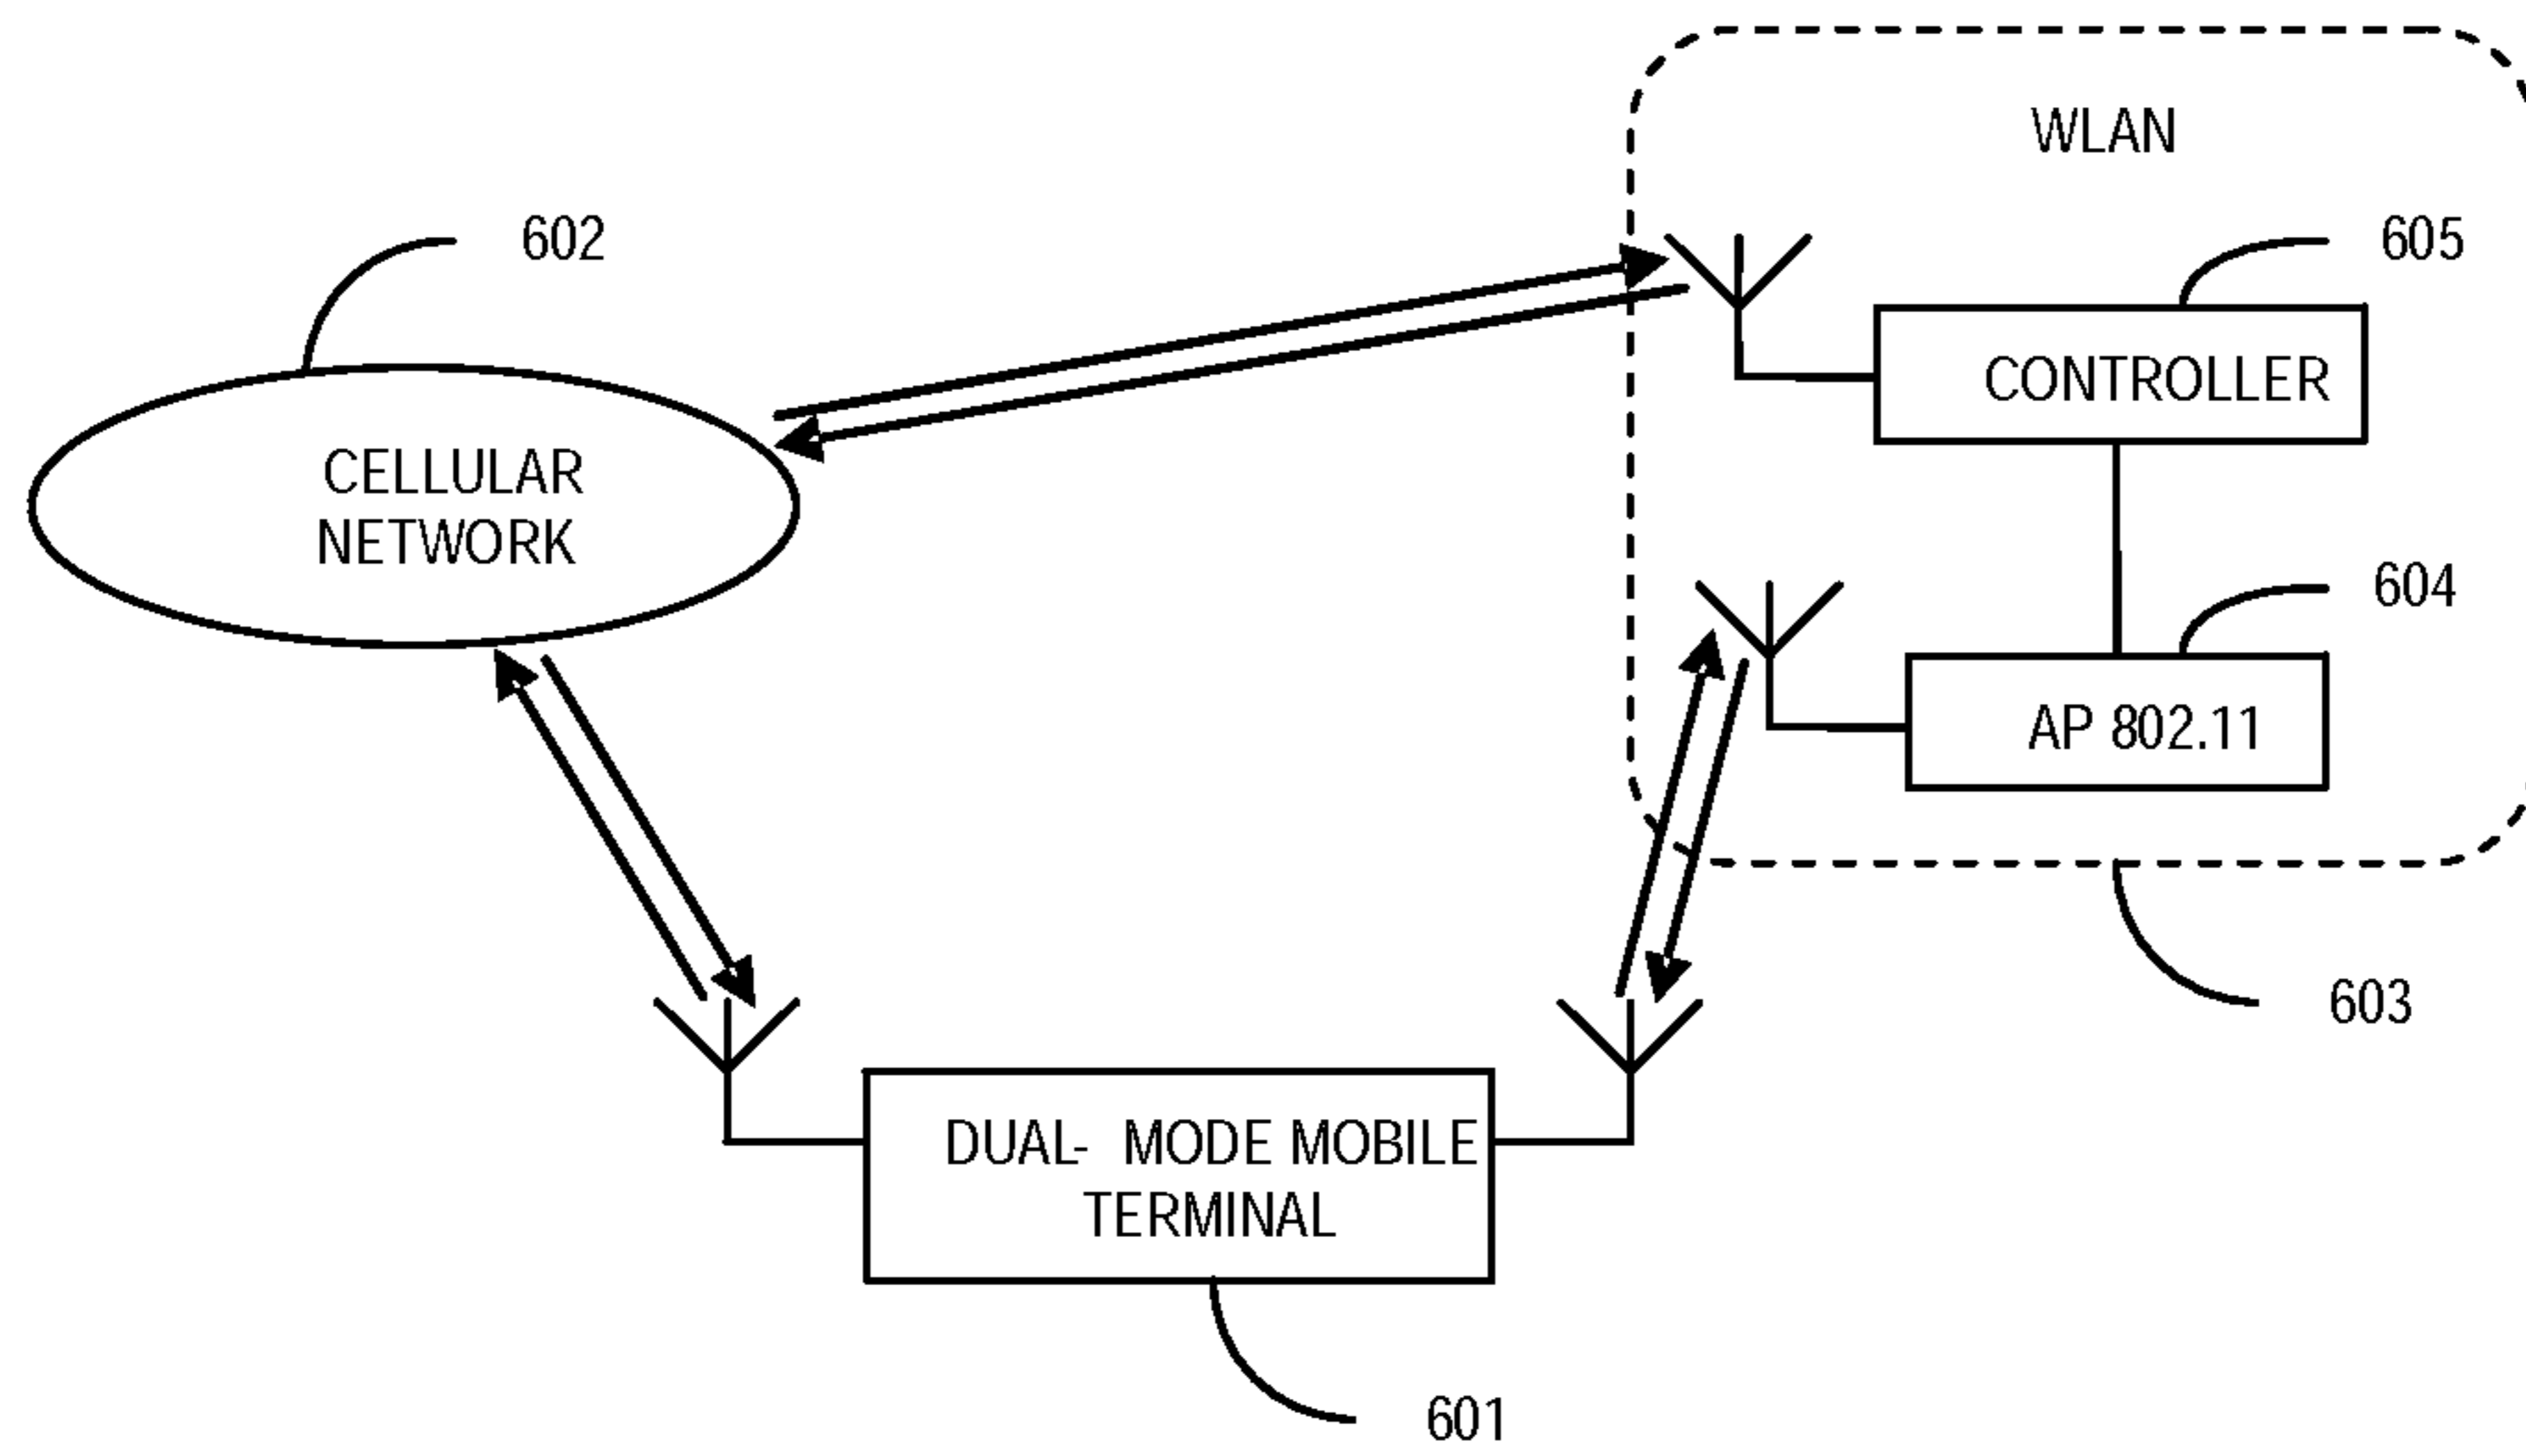 WLAN
602
605
CONTROLLER
CELLULAR
NETWORK
604
AP 802.11
603
DUAL- MODE MOBILE
TERMINAL
601